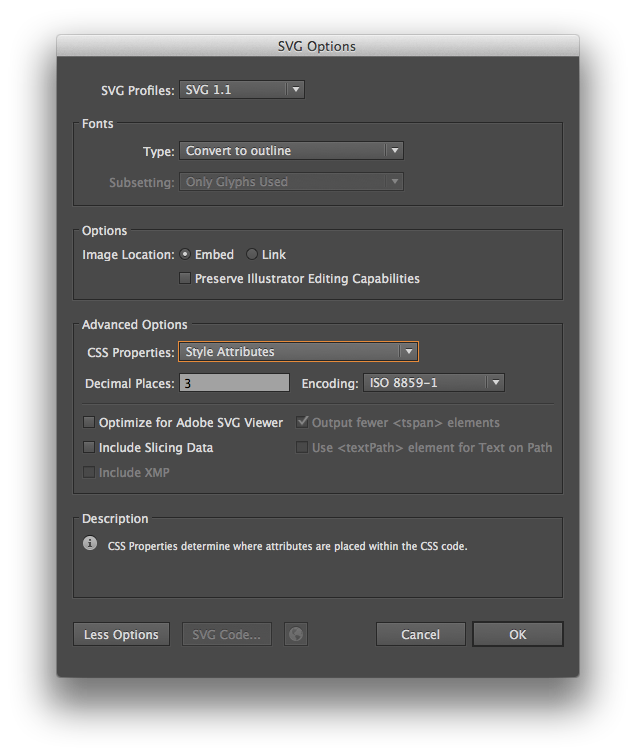 SVG Options
SVG Profiles: SVG 1.1
Fonts
Type: Convert to outline
Subsetting: Only Glyphs Used
Options
Image Location: Embed Link
Preserve Illustrator Editing Capabilities
Advanced Options
CSS Properties: Style Attributes
Decimal Places: 3 Encoding: ISO 8859-1
Optimize for Adobe SVG Viewer Output fewer <tspan> elements
Include Slicing Data Use <textPath> element for Text on Path
Include XMP
Description
CSS Properties determine where attributes are placed within the CSS code.
Less Options SVG Code... Cancel OK